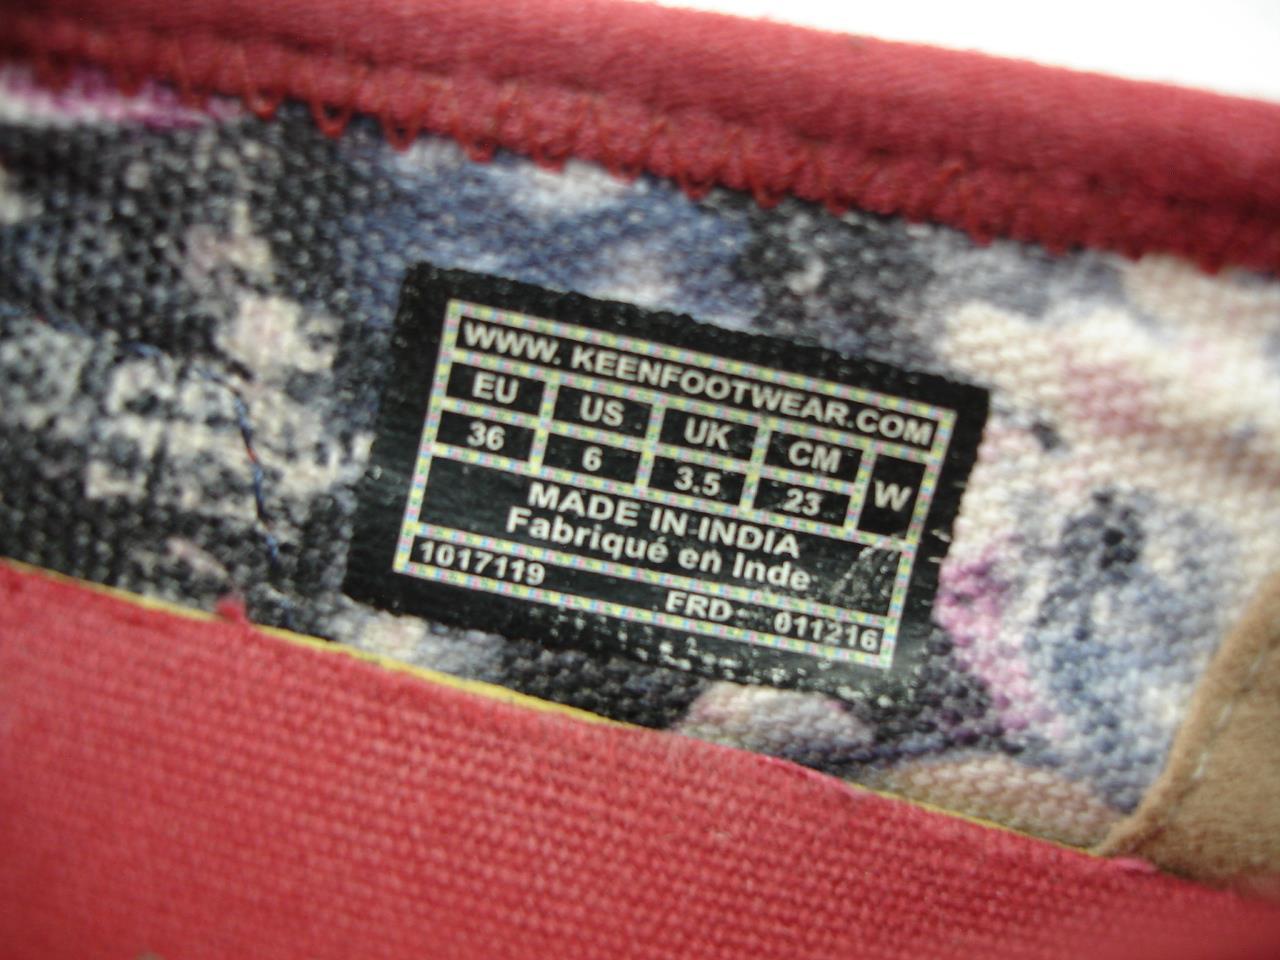 WWW. KEENFOOTWEAR.COM
EU US UK CM W
36 6 3.5 23
MADE IN INDIA
Fabriqué en Inde
1017119 FRD- 011216